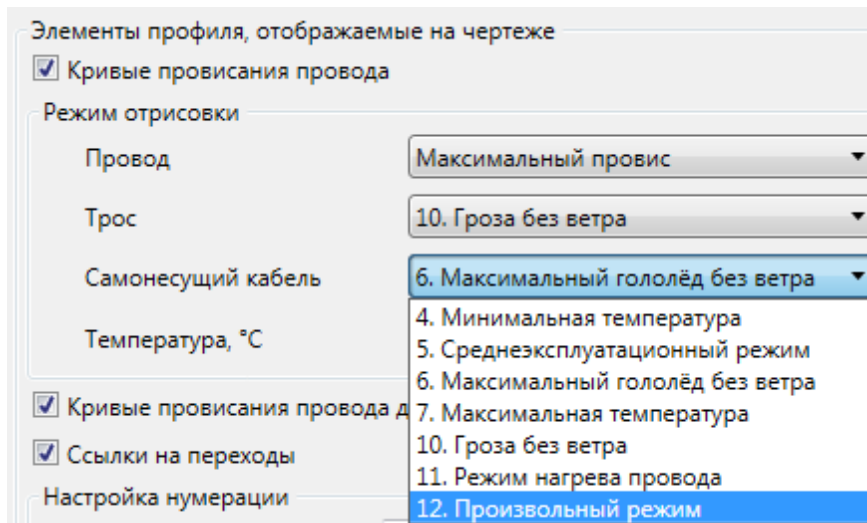 Элементы профиля, отображаемые на чертеже
Кривые провисания провода
Режим отрисовки
Провод
Максимальный провис
Трос
10. Гроза без ветра
Самонесущий кабель
6. Максимальный гололёд без ветра
Температура, °C
4. Минимальная температура
5. Среднеэксплуатационный режим
6. Максимальный гололёд без ветра
7. Максимальная температура
10. Гроза без ветра
11. Режим нагрева провода
12. Произвольный режим
Кривые провисания провода д
Ссылки на переходы
Настройка нумерации